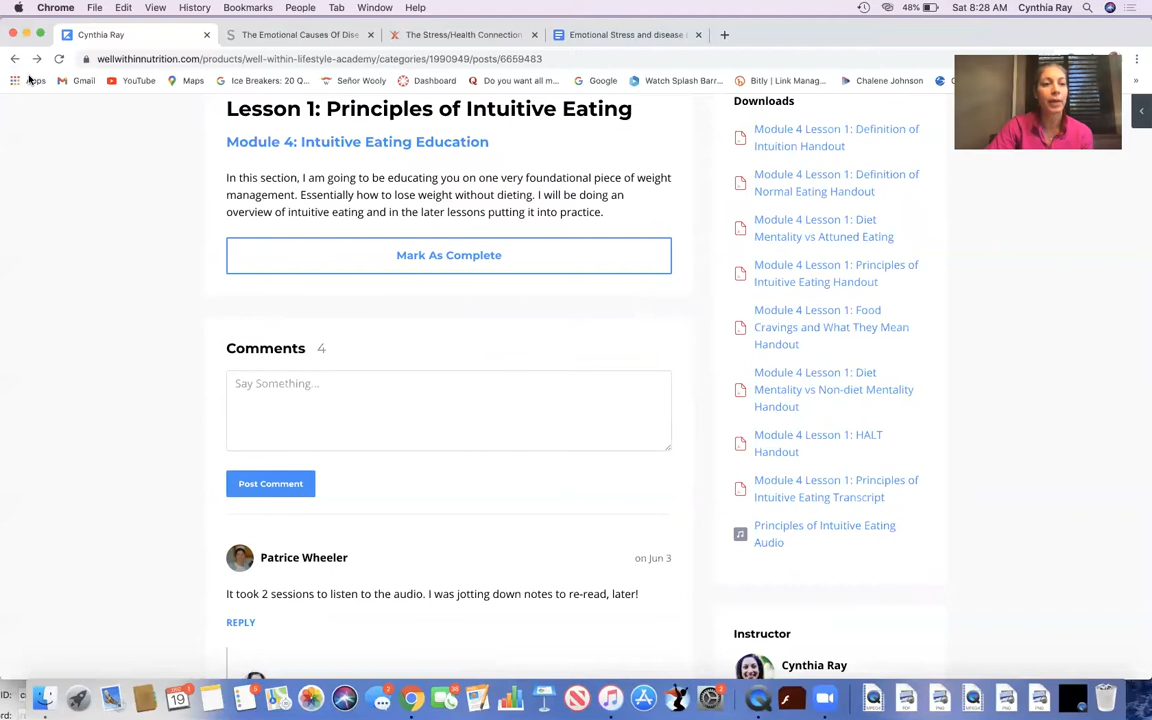 Chrome File Edit View History Bookmarks People Tab Window Help 48% Sat 8:28 AM Cynthia Ray
Cynthia Ray The Emotional Causes Of Dise The Stress/Health Connection Emotional Stress and disease
wellwithinnutrition.com/products/well-within-lifestyle-academy/categories/1990949/posts/6659483
Apps Gmail YouTube Maps Ice Breakers: 20 Q... Señor Wooly Dashboard Do you want all m... Google Watch Splash Barr... Bitly | Link Manag... Chalene Johnson
Lesson 1: Principles of Intuitive Eating
Module 4: Intuitive Eating Education
In this section, I am going to be educating you on one very foundational piece of weight
management. Essentially how to lose weight without dieting. I will be doing an
overview of intuitive eating and in the later lessons putting it into practice.
Mark As Complete
Comments 4
Say Something...
Post Comment
Patrice Wheeler on Jun 3
It took 2 sessions to listen to the audio. I was jotting down notes to re-read, later!
REPLY
Downloads
Module 4 Lesson 1: Definition of
Intuition Handout
Module 4 Lesson 1: Definition of
Normal Eating Handout
Module 4 Lesson 1: Diet
Mentality vs Attuned Eating
Module 4 Lesson 1: Principles of
Intuitive Eating Handout
Module 4 Lesson 1: Food
Cravings and What They Mean
Handout
Module 4 Lesson 1: Diet
Mentality vs Non-diet Mentality
Handout
Module 4 Lesson 1: HALT
Handout
Module 4 Lesson 1: Principles of
Intuitive Eating Transcript
Principles of Intuitive Eating
Audio
Instructor
Cynthia Ray
ID: